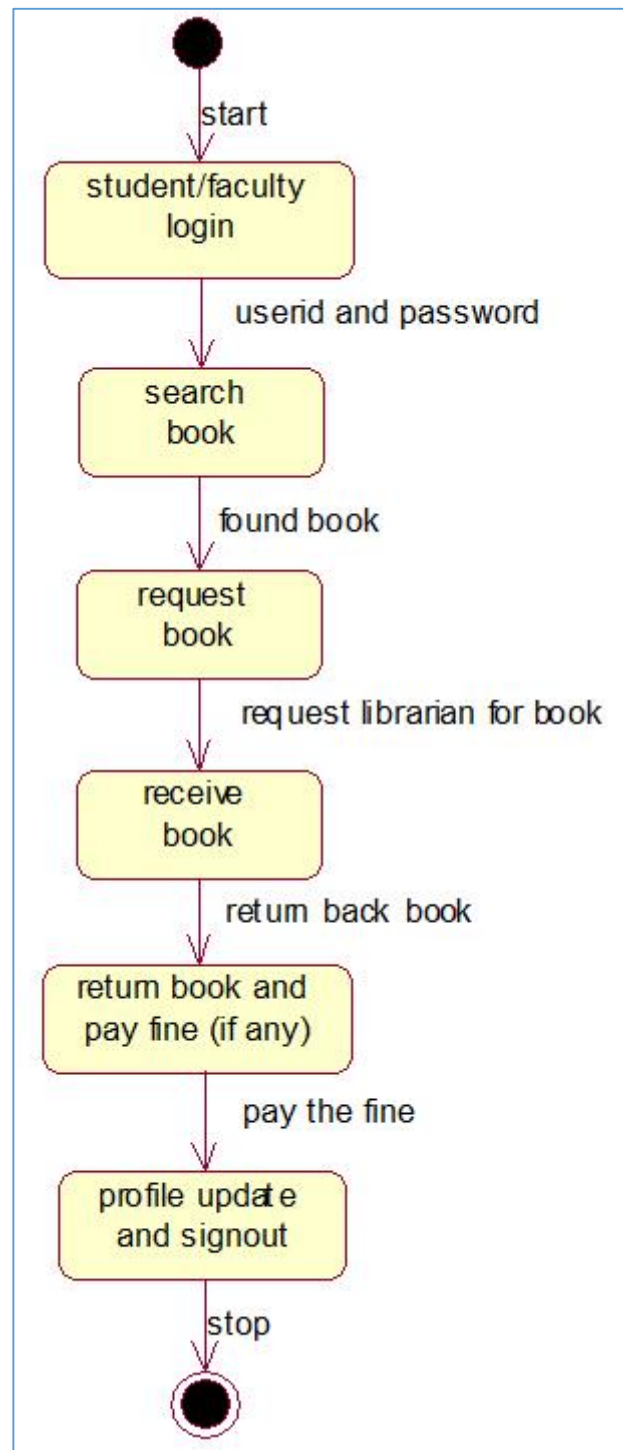 start
student/faculty
login
userid and password
search
book
found book
request
book
request librarian for book
receive
book
return back book
return book and
pay fine (if any)
pay the fine
profile update
and signout
stop